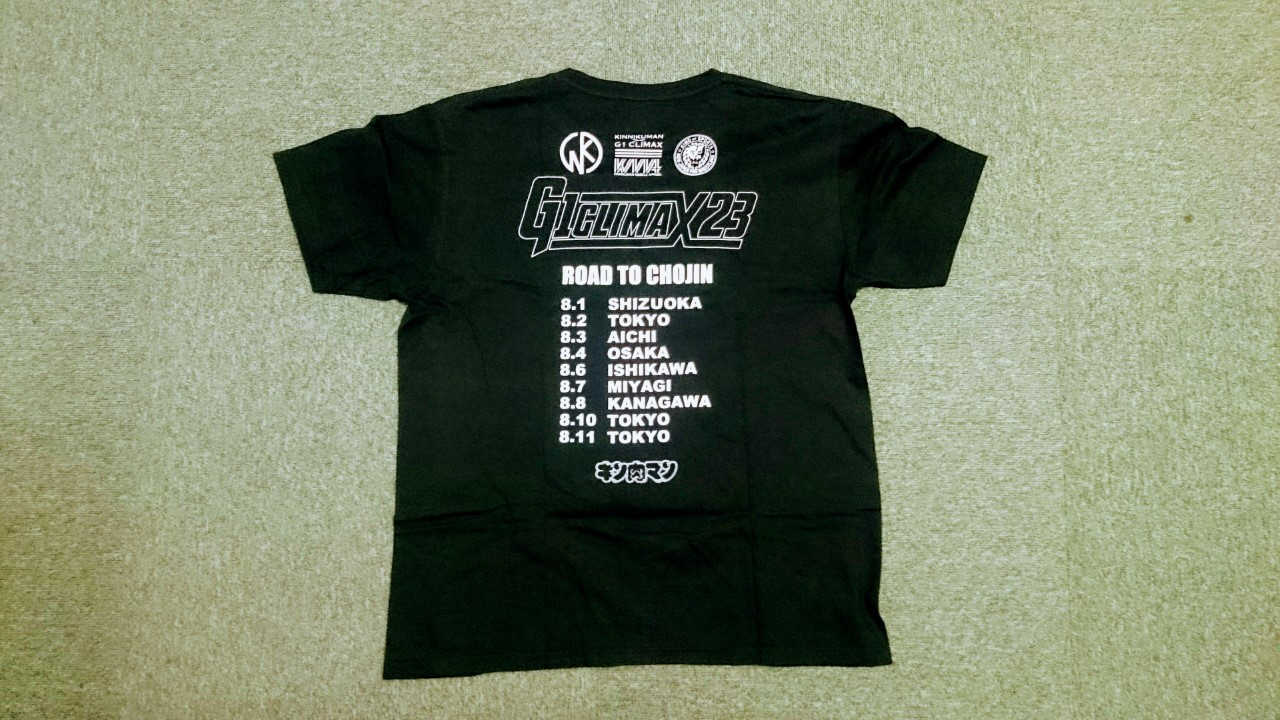 KINNIKUMAN
G1 CLIMAX
G1 CLIMAX 23
ROAD TO CHOJIN
8.1 SHIZUOKA
8.2 TOKYO
8.3 AICHI
8.4 OSAKA
8.6 ISHIKAWA
8.7 MIYAGI
8.8 KANAGAWA
8.10 TOKYO
8.11 TOKYO
キン肉マン